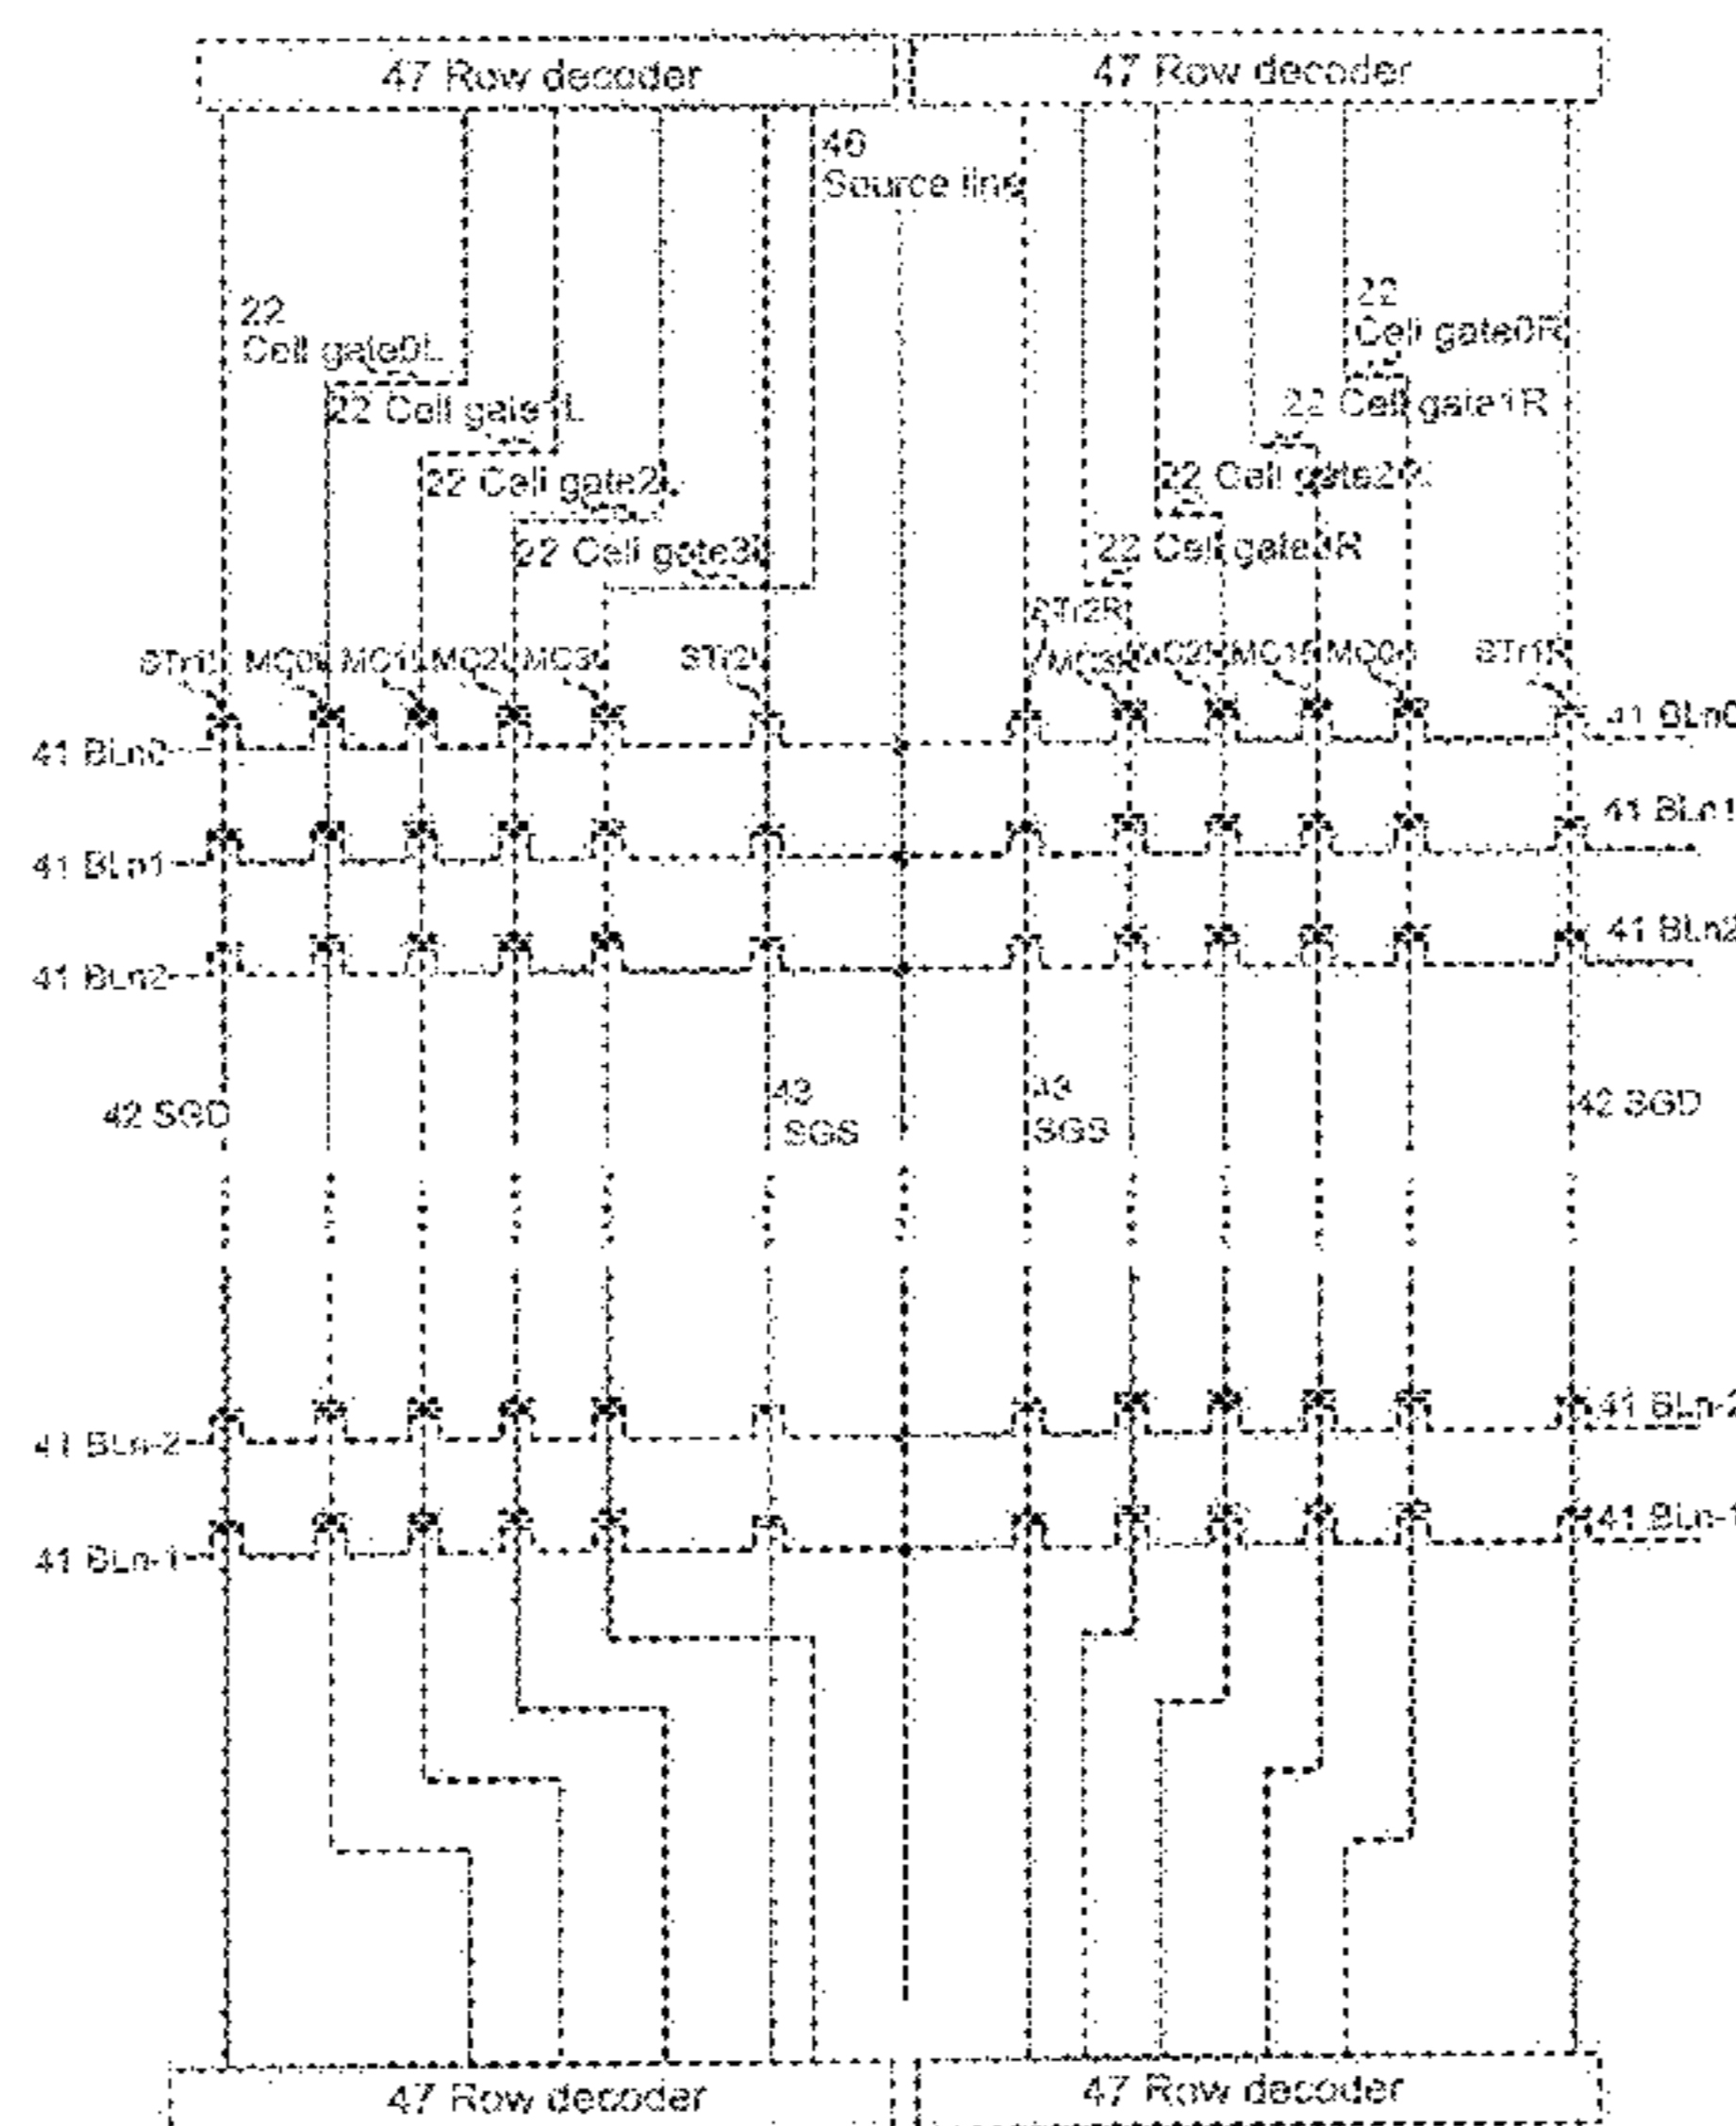 47 Row decoder
47 Row decoder
46
Source line
22
Cell gate0L
22
Cell gate0R
22 Cell gate1L
22 Cell gate1R
22 Cell gate2L
22 Cell gate2R
22 Cell gate3L
22 Cell gate3R
STr2R
STr1L MC0L MC1L MC2L MC3L STr2L MC3R MC2R MC1R MC0R STr1R
41 BLn0
41 BLn0
41 BLn1
41 BLn1
41 BLn2
41 BLn2
42 SGD
43
SGS
43
SGS
42 SGD
41 BLn-2
41 BLn-2
41 BLn-1
41 BLn-1
47 Row decoder
47 Row decoder